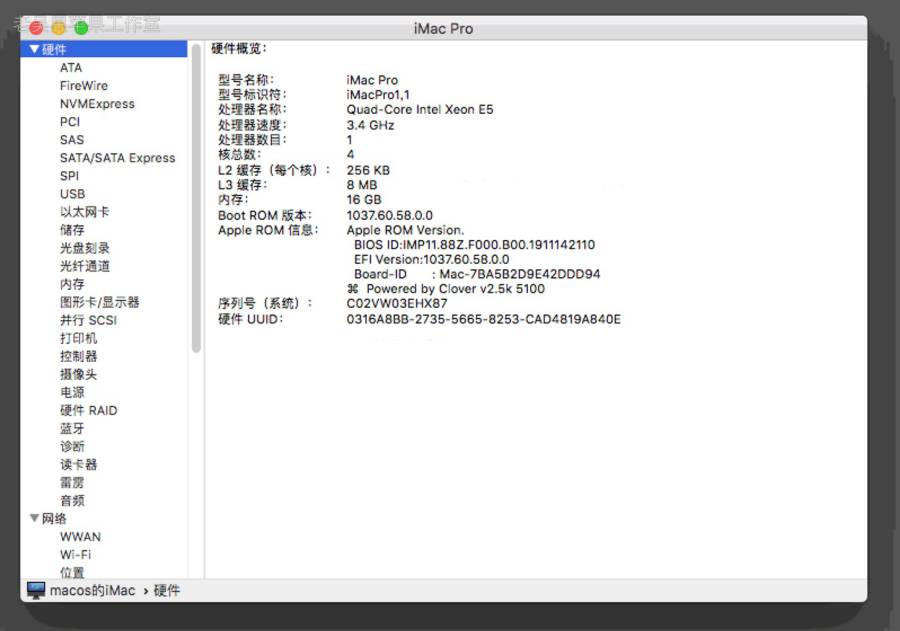 iMac Pro
硬件
ATA
FireWire
NVMExpress
PCI
SAS
SATA/SATA Express
SPI
USB
以太网卡
储存
光盘刻录
光纤通道
内存
图形卡/显示器
并行 SCSI
打印机
控制器
摄像头
电源
硬件 RAID
蓝牙
诊断
读卡器
雷雳
音频
网络
WWAN
Wi-Fi
位置
硬件概览：
型号名称： iMac Pro
型号标识符： iMacPro1,1
处理器名称： Quad-Core Intel Xeon E5
处理器速度： 3.4 GHz
处理器数目： 1
核总数： 4
L2 缓存（每个核）： 256 KB
L3 缓存： 8 MB
内存： 16 GB
Boot ROM 版本： 1037.60.58.0.0
Apple ROM 信息： Apple ROM Version.
BIOS ID:IMP11.88Z.F000.B00.1911142110
EFI Version:1037.60.58.0.0
Board-ID : Mac-7BA5B2D9E42DDD94
⌘ Powered by Clover v2.5k 5100
序列号（系统）： C02VW03EHX87
硬件 UUID： 0316A8BB-2735-5665-8253-CAD4819A840E
macos的iMac › 硬件